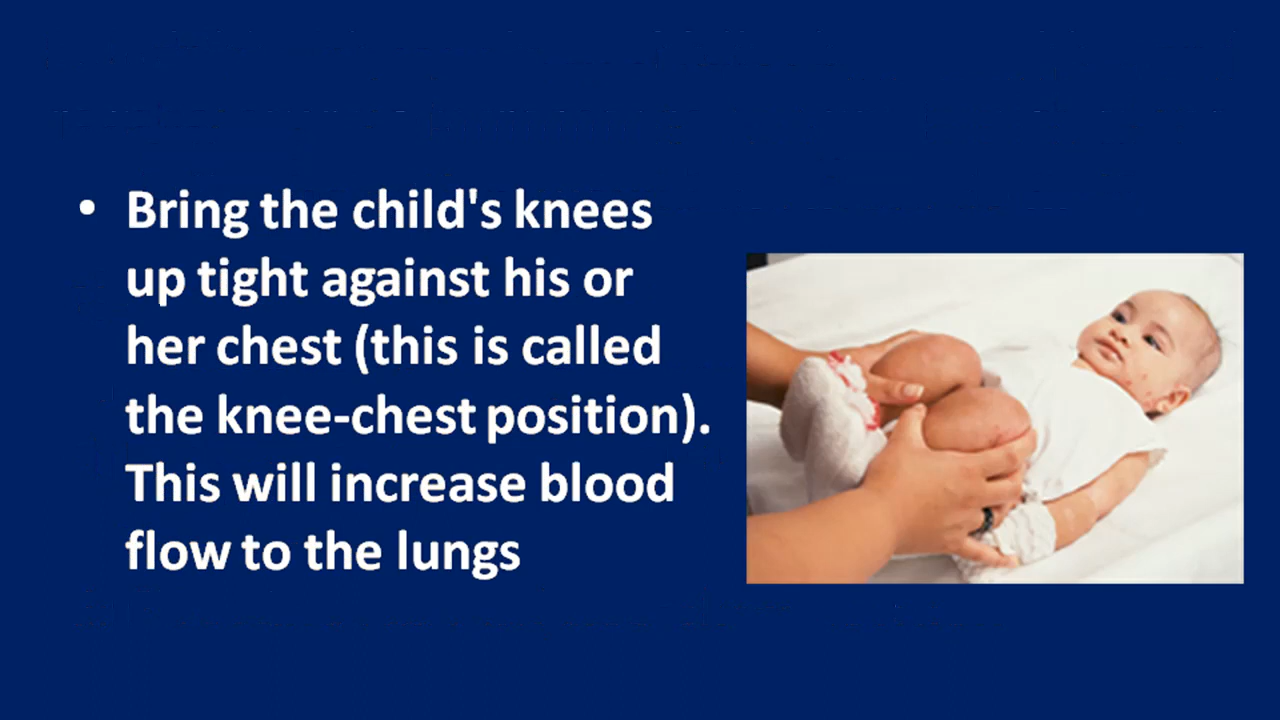 • Bring the child's knees
up tight against his or
her chest (this is called
the knee-chest position).
This will increase blood
flow to the lungs